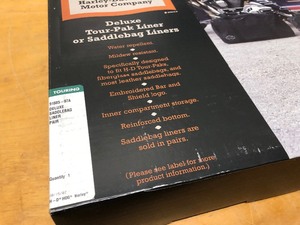 Motor Company
Deluxe
Tour-Pak Liner
or Saddlebag Liners
Water repellent.
Mildew resistant.
Specifically designed
to fit H-D Tour-Paks,
fiberglass saddlebags, and
most leather saddlebags.
Embroidered Bar and
Shield logo.
Inner compartment storage.
Reinforced bottom.
Saddlebag liners are
sold in pairs.
(Please see label for more
product information.)
TOURING
DELUXE
SADDLEBAG
LINER
PAIR
Quantity 1